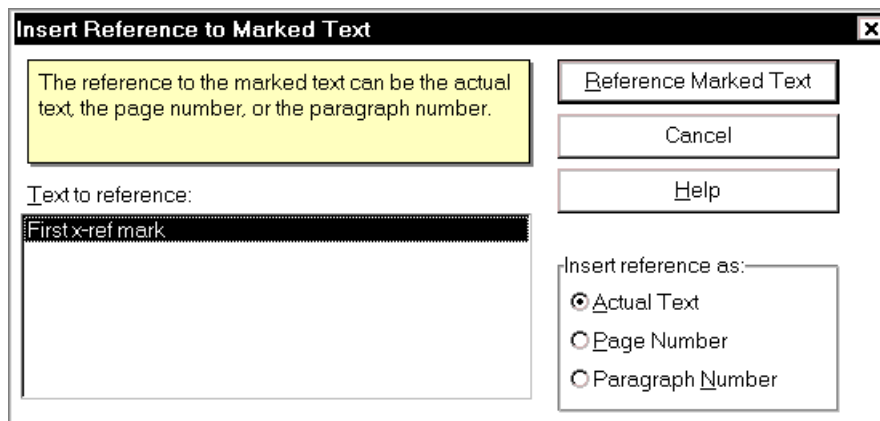 Insert Reference to Marked Text
The reference to the marked text can be the actual
text, the page number, or the paragraph number.
Text to reference:
First x-ref mark
Reference Marked Text
Cancel
Help
Insert reference as:
Actual Text
Page Number
Paragraph Number